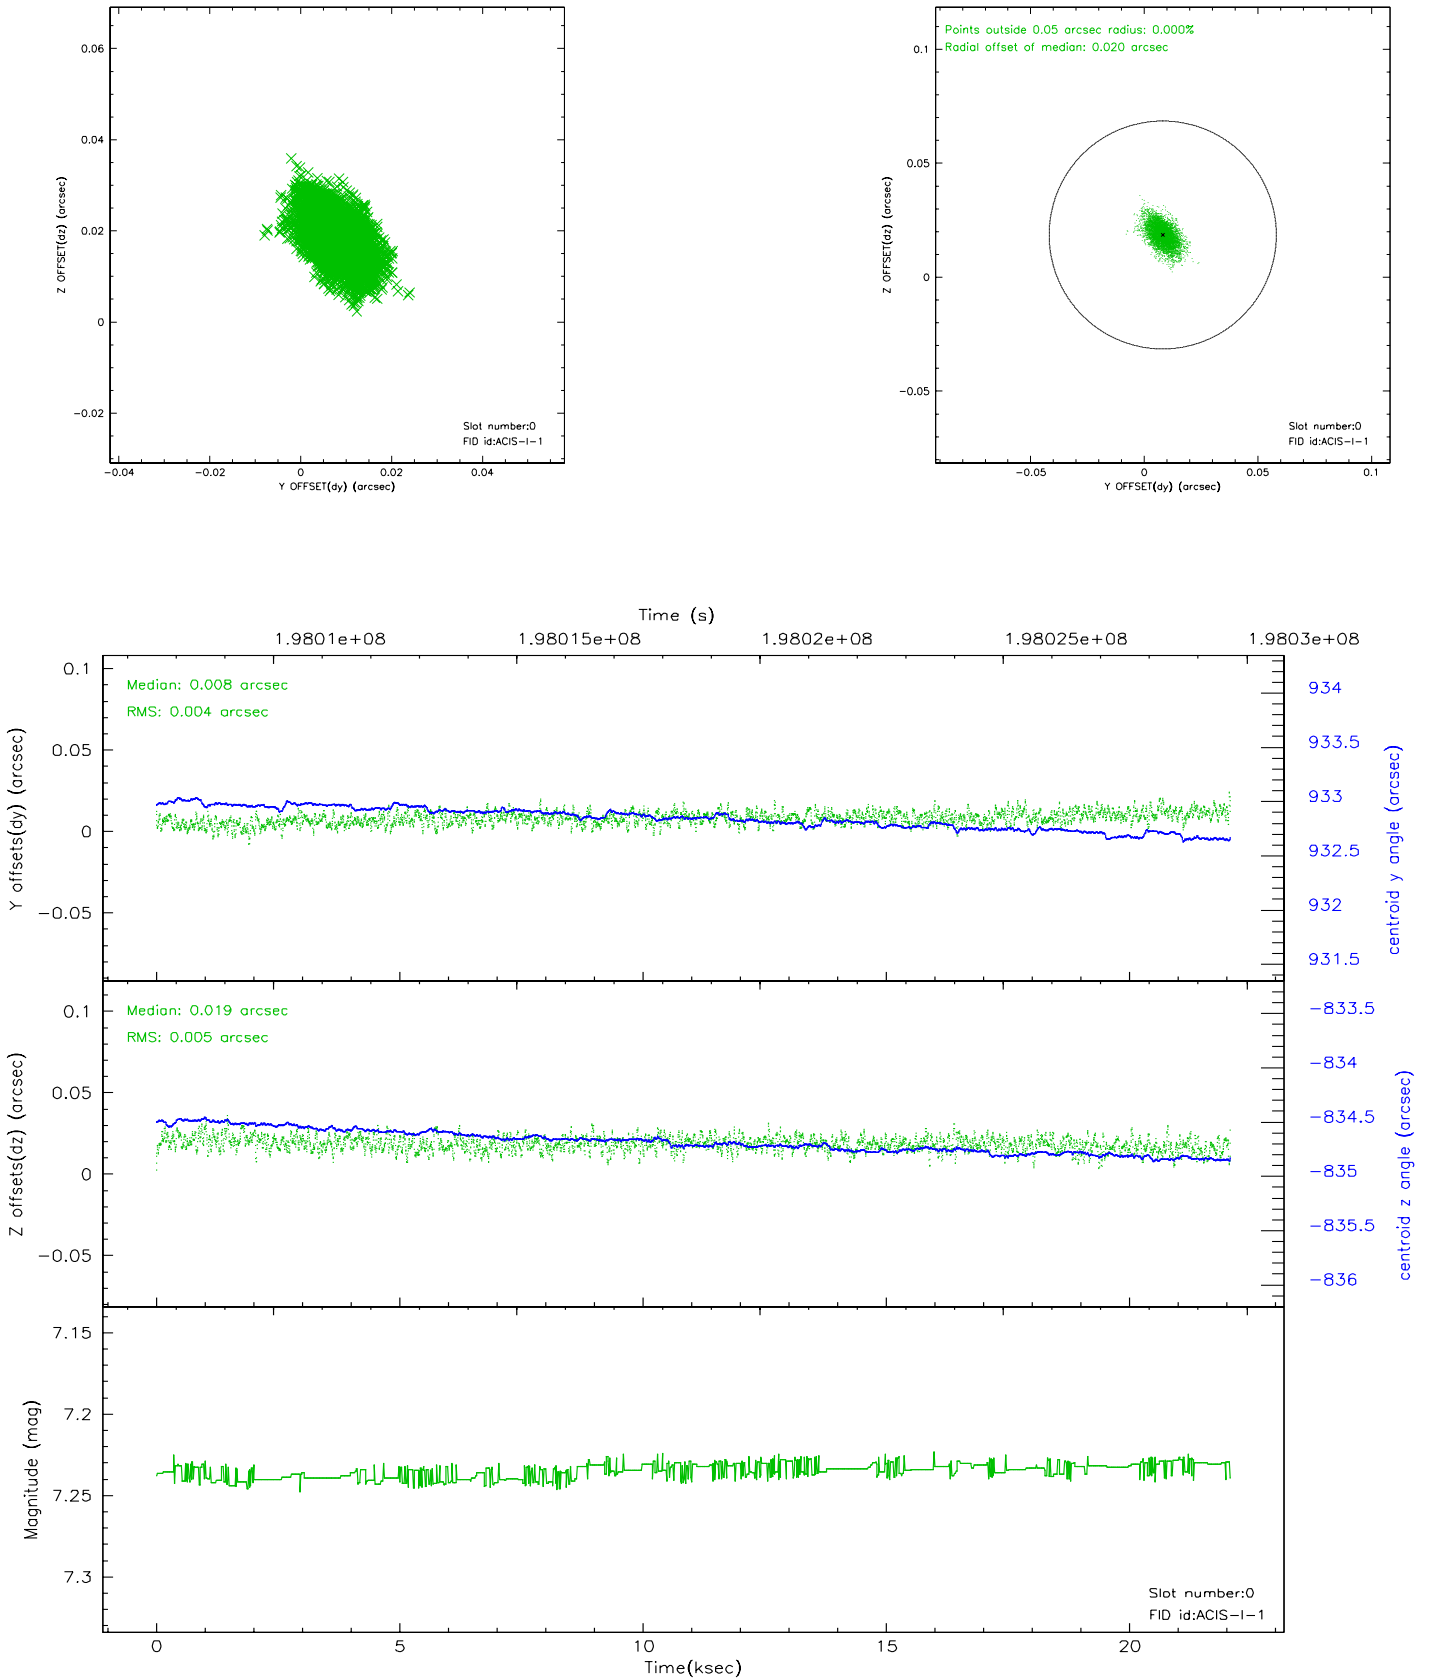 0.06
0.04
0.02
0
−0.02
Z OFFSET(dz) (arcsec)
Slot number:0
FID id:ACIS−I−1
−0.04
−0.02
0
0.02
0.04
Y OFFSET(dy) (arcsec)
Points outside 0.05 arcsec radius: 0.000%
Radial offset of median: 0.020 arcsec
0.1
0.05
0
−0.05
Z OFFSET(dz) (arcsec)
Slot number:0
FID id:ACIS−I−1
−0.05
0
0.05
0.1
Y OFFSET(dy) (arcsec)
Time (s)
1.9801e+08
1.98015e+08
1.9802e+08
1.98025e+08
1.9803e+08
Median: 0.008 arcsec
RMS: 0.004 arcsec
0.1
0.05
0
−0.05
Y offsets(dy) (arcsec)
934
933.5
933
932.5
932
931.5
centroid y angle (arcsec)
Median: 0.019 arcsec
RMS: 0.005 arcsec
0.1
0.05
0
−0.05
Z offsets(dz) (arcsec)
−833.5
−834
−834.5
−835
−835.5
−836
centroid z angle (arcsec)
7.15
7.2
7.25
7.3
Magnitude (mag)
Slot number:0
FID id:ACIS−I−1
0
5
10
15
20
Time(ksec)